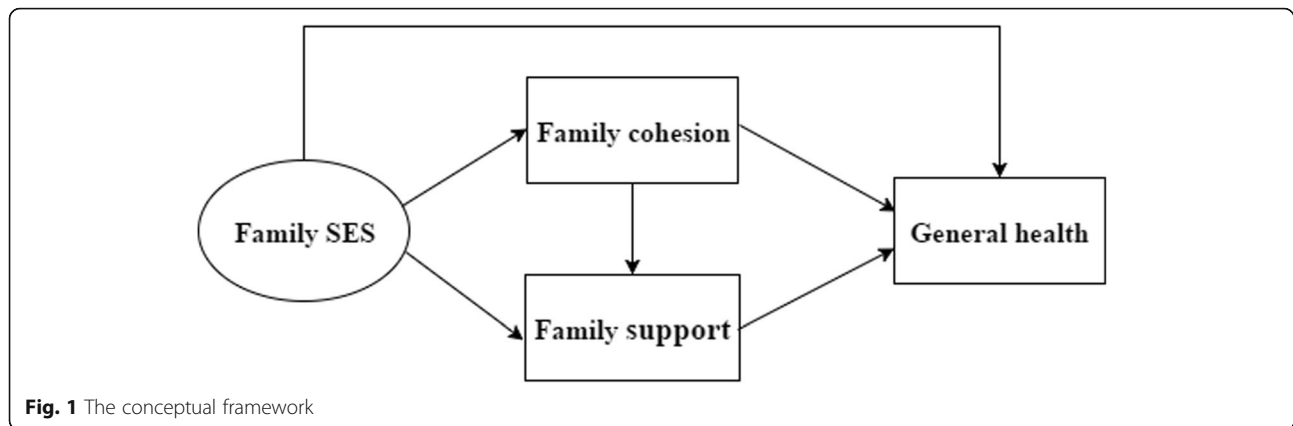 Family cohesion
Family SES
General health
Family support
Fig. 1 The conceptual framework